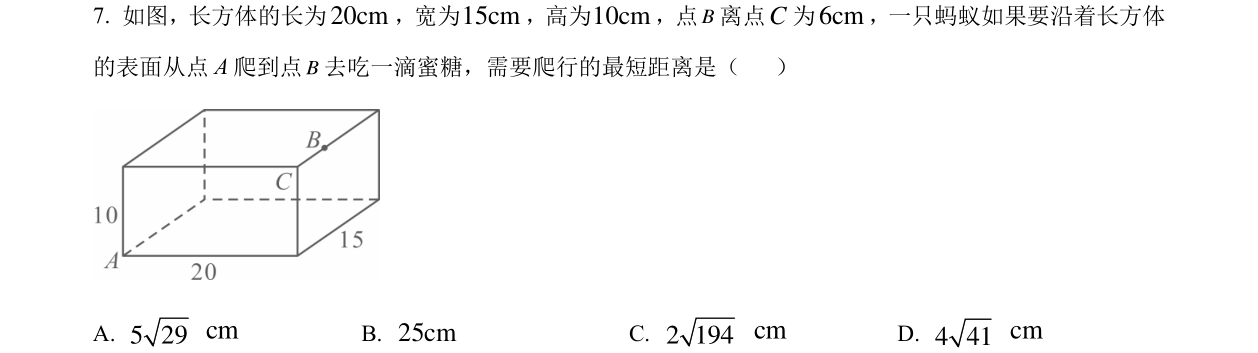 7. 如图，长方体的长为20cm，宽为15cm，高为10cm，点B离点C为6cm，一只蚂蚁如果要沿着长方体
的表面从点A爬到点B去吃一滴蜜糖，需要爬行的最短距离是（　　）
B
C
10
15
A
20
A. 5√29 cm B. 25cm C. 2√194 cm D. 4√41 cm